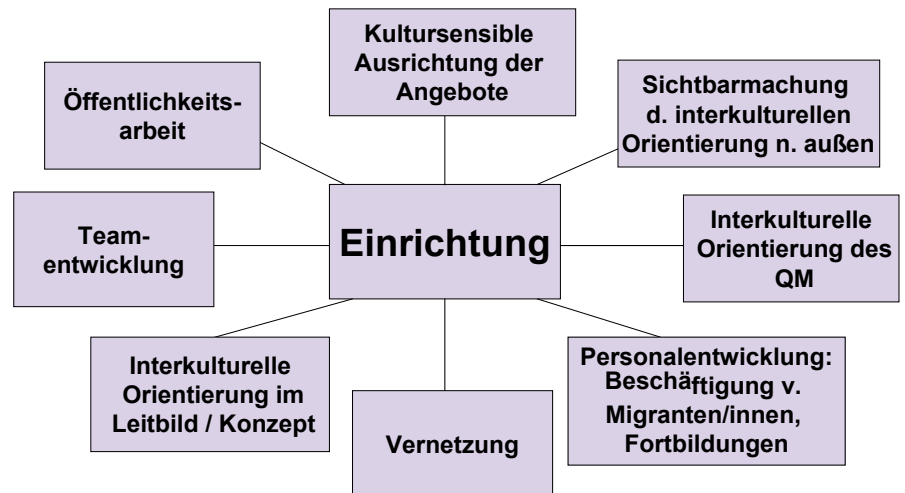 Kultursensible
Ausrichtung der
Angebote
Öffentlichkeits-
arbeit
Sichtbarmachung
d. interkulturellen
Orientierung n. außen
Team-
entwicklung
Einrichtung
Interkulturelle
Orientierung des
QM
Interkulturelle
Orientierung im
Leitbild / Konzept
Vernetzung
Personalentwicklung:
Beschäftigung v.
Migranten/innen,
Fortbildungen